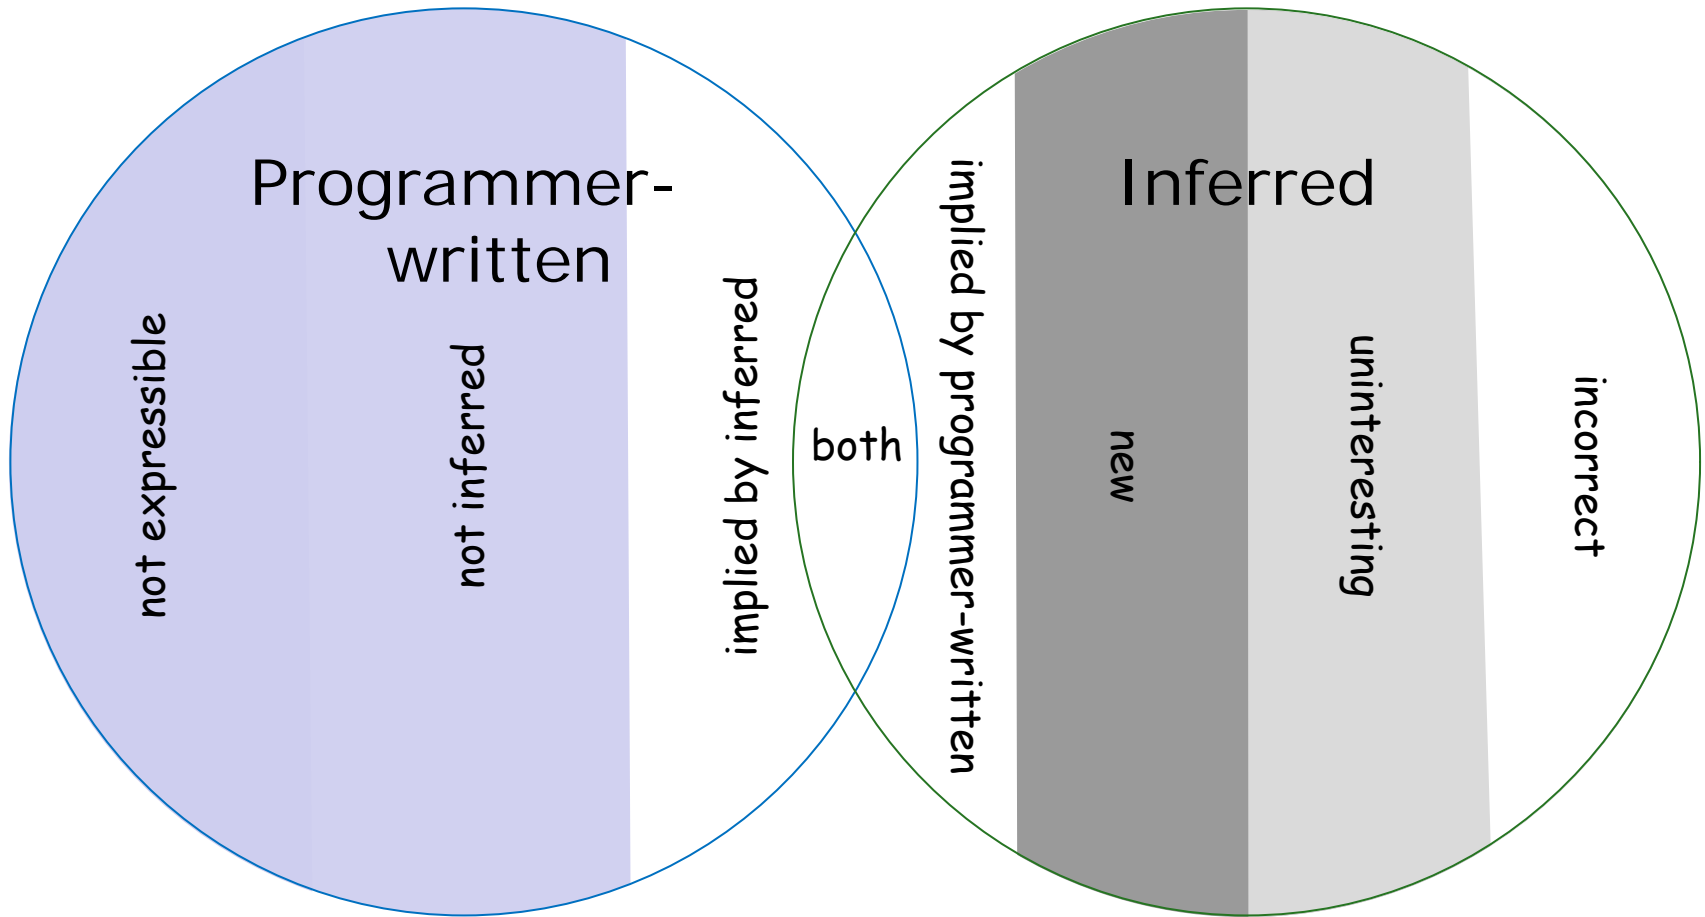 Programmer-
written
Inferred
not expressible
not inferred
implied by inferred
both
implied by programmer-written
new
uninteresting
incorrect